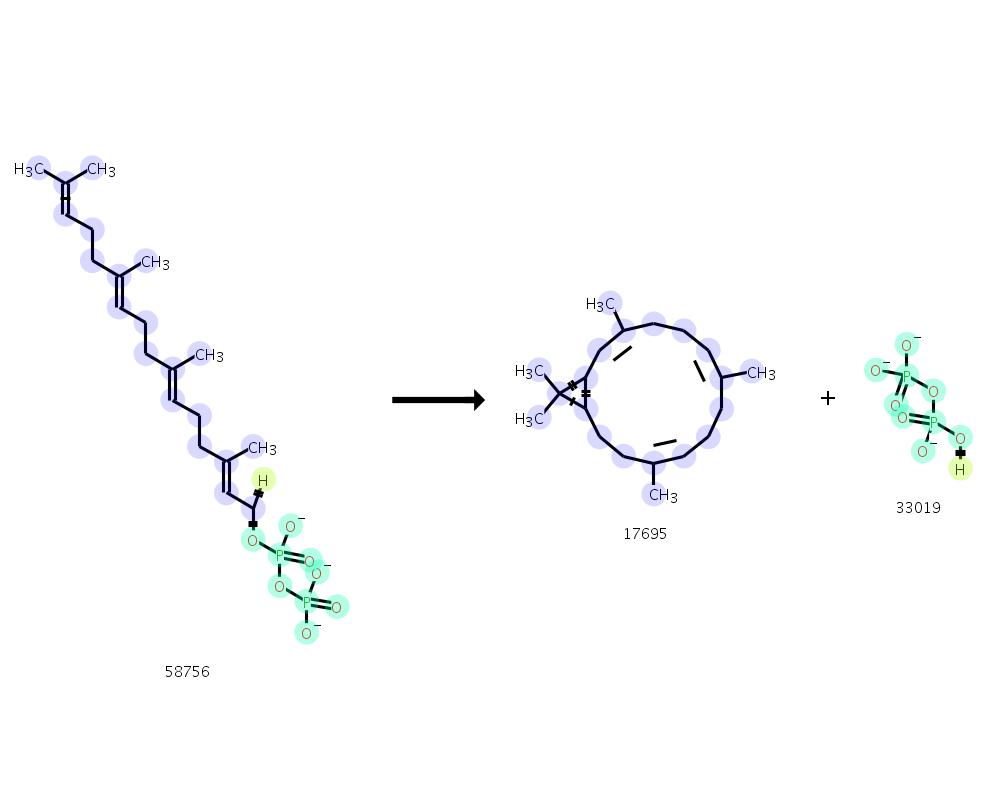 H3C CH3
CH3
CH3
CH3
H
O
O−
P O O−
O P O
O−
58756
H3C
H3C
H3C
CH3
CH3
17695
+
O−
O− P O
O O P O
O−
H
33019